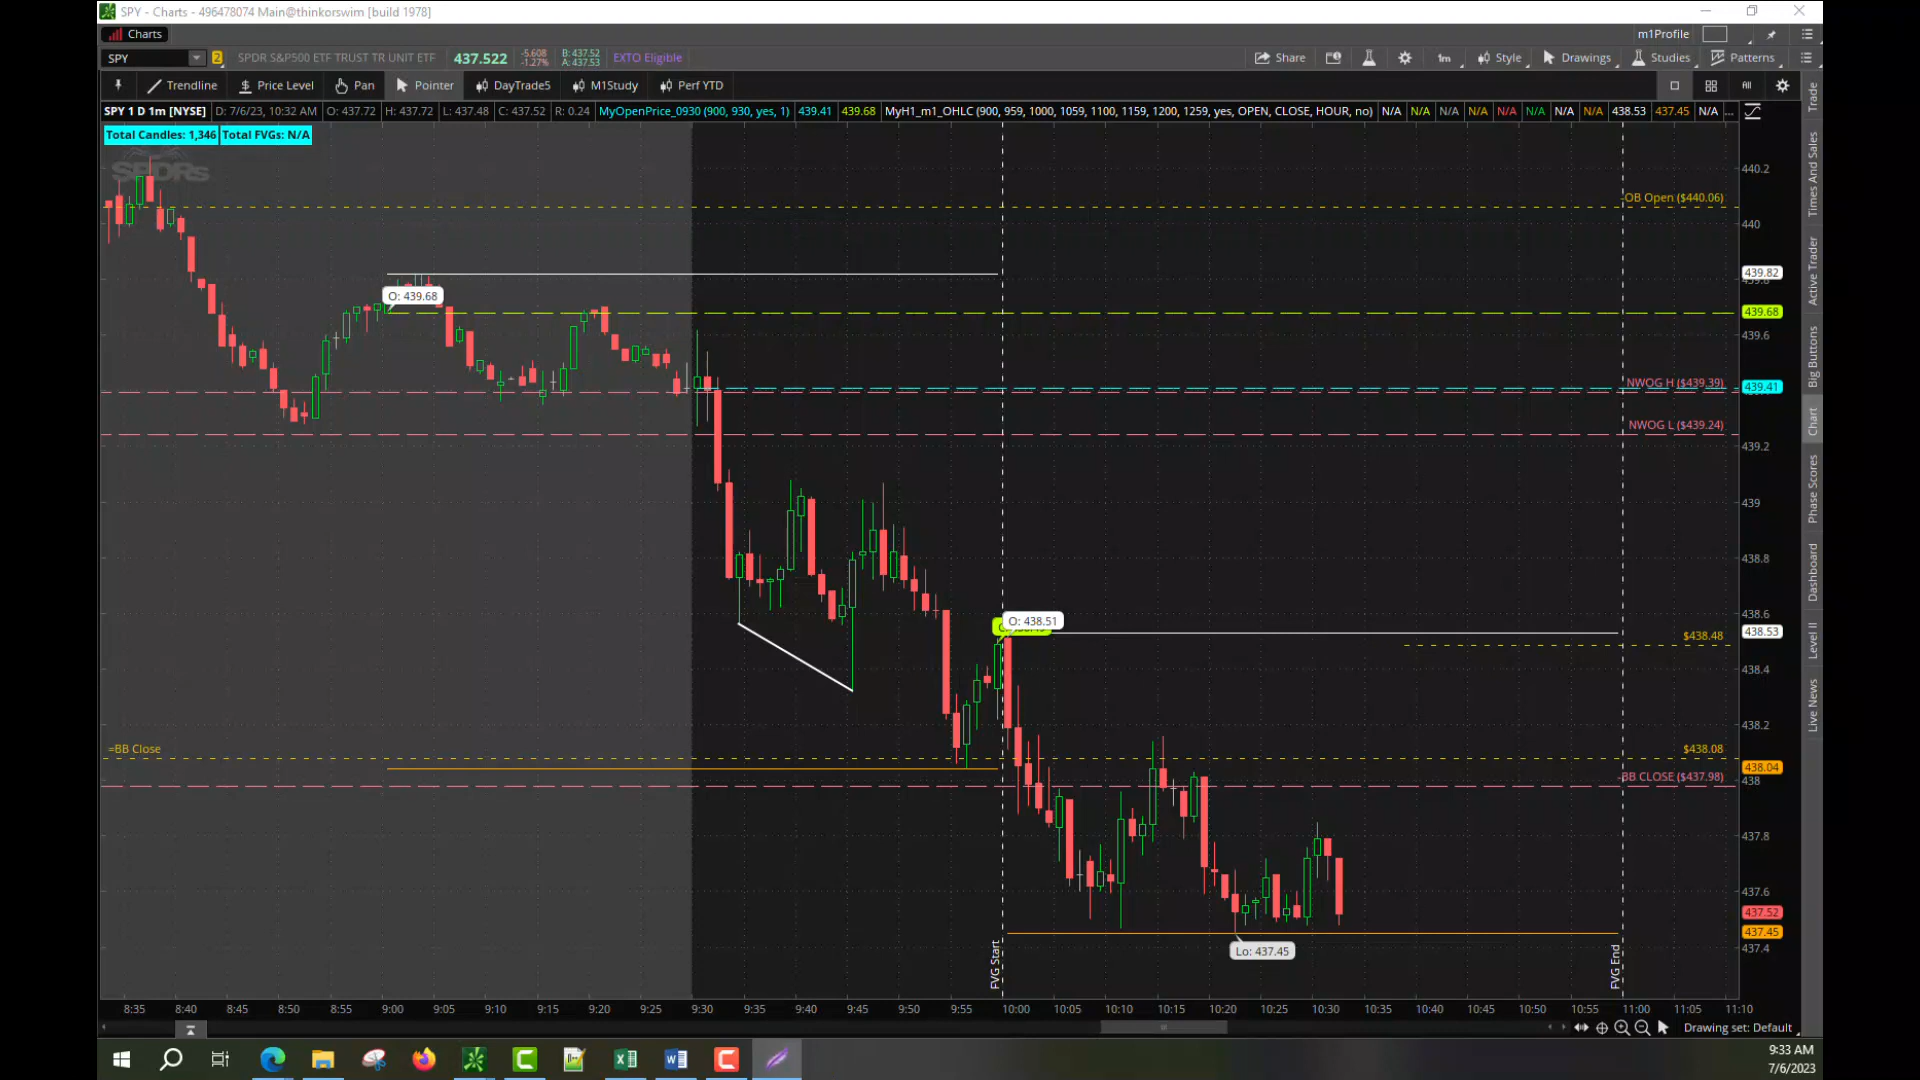 SPY - Charts - 496478074 Main@thinkorswim [build 1978]
Charts
m1Profile
SPY
2
SPDR S&P500 ETF TRUST TR UNIT ETF
437.522
-5.608
-1.27%
B: 437.52
A: 437.53
EXTO Eligible
Share
1m
Style
Drawings
Studies
Patterns
Trendline
Price Level
Pan
Pointer
DayTrade5
M1Study
Perf YTD
All
SPY 1 D 1m [NYSE]
D: 7/6/23, 10:32 AM
O: 437.72
H: 437.72
L: 437.48
C: 437.52
R: 0.24
MyOpenPrice_0930 (900, 930, yes, 1)
439.41
439.68
MyH1_m1_OHLC (900, 959, 1000, 1059, 1100, 1159, 1200, 1259, yes, OPEN, CLOSE, HOUR, no)
N/A
N/A
N/A
N/A
N/A
N/A
N/A
N/A
438.53
437.45
N/A
...
Total Candles: 1,346
Total FVGs: N/A
SPDRs
440.2
-OB Open ($440.06)
440
439.82
439.8
O: 439.68
439.68
439.6
NWOG H ($439.39)
439.41
NWOG L ($439.24)
439.2
439
438.8
438.6
O: 438.51
438.53
$438.48
438.4
438.2
=BB Close
$438.08
438.04
-BB CLOSE ($437.98)
438
437.8
437.6
437.52
437.45
437.4
Lo: 437.45
FVG Start
FVG End
8:35
8:40
8:45
8:50
8:55
9:00
9:05
9:10
9:15
9:20
9:25
9:30
9:35
9:40
9:45
9:50
9:55
10:00
10:05
10:10
10:15
10:20
10:25
10:30
10:35
10:40
10:45
10:50
10:55
11:00
11:05
11:10
Drawing set: Default
Trade
Times And Sales
Active Trader
Big Buttons
Chart
Phase Scores
Dashboard
Level II
Live News
9:33 AM
7/6/2023